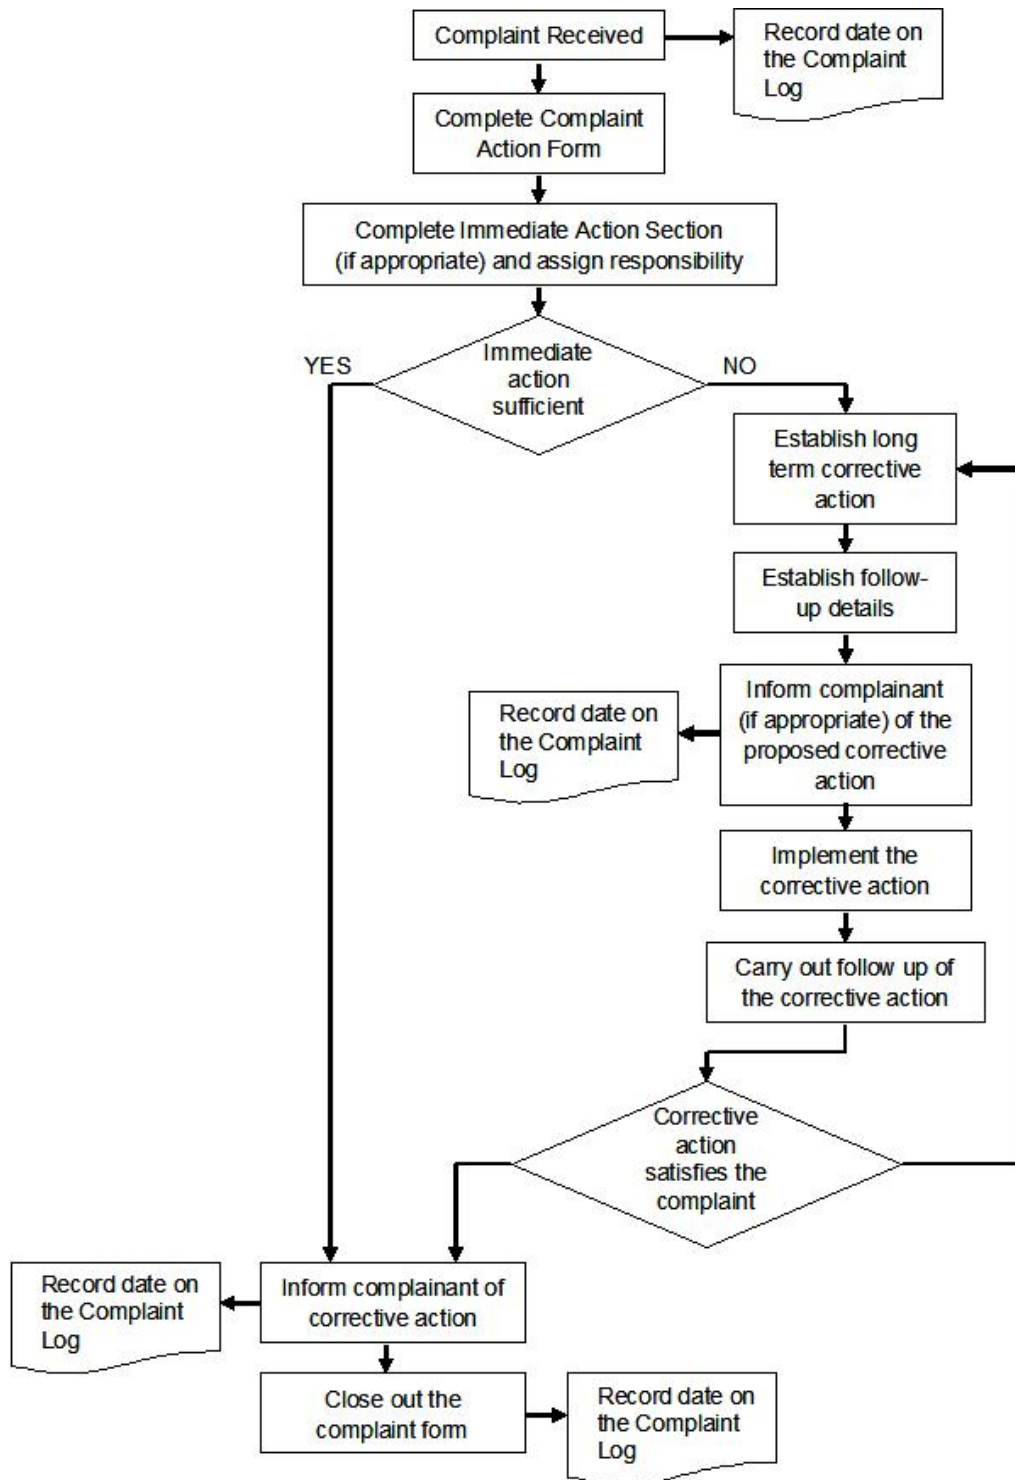 Complaint Received
Record date on
the Complaint
Log
Complete Complaint
Action Form
Complete Immediate Action Section
(if appropriate) and assign responsibility
YES
Immediate
action
sufficient
NO
Establish long
term corrective
action
Establish follow-
up details
Inform complainant
(if appropriate) of the
proposed corrective
action
Record date on
the Complaint
Log
Implement the
corrective action
Carry out follow up of
the corrective action
Corrective
action
satisfies the
complaint
Inform complainant of
corrective action
Record date on
the Complaint
Log
Close out the
complaint form
Record date on
the Complaint
Log